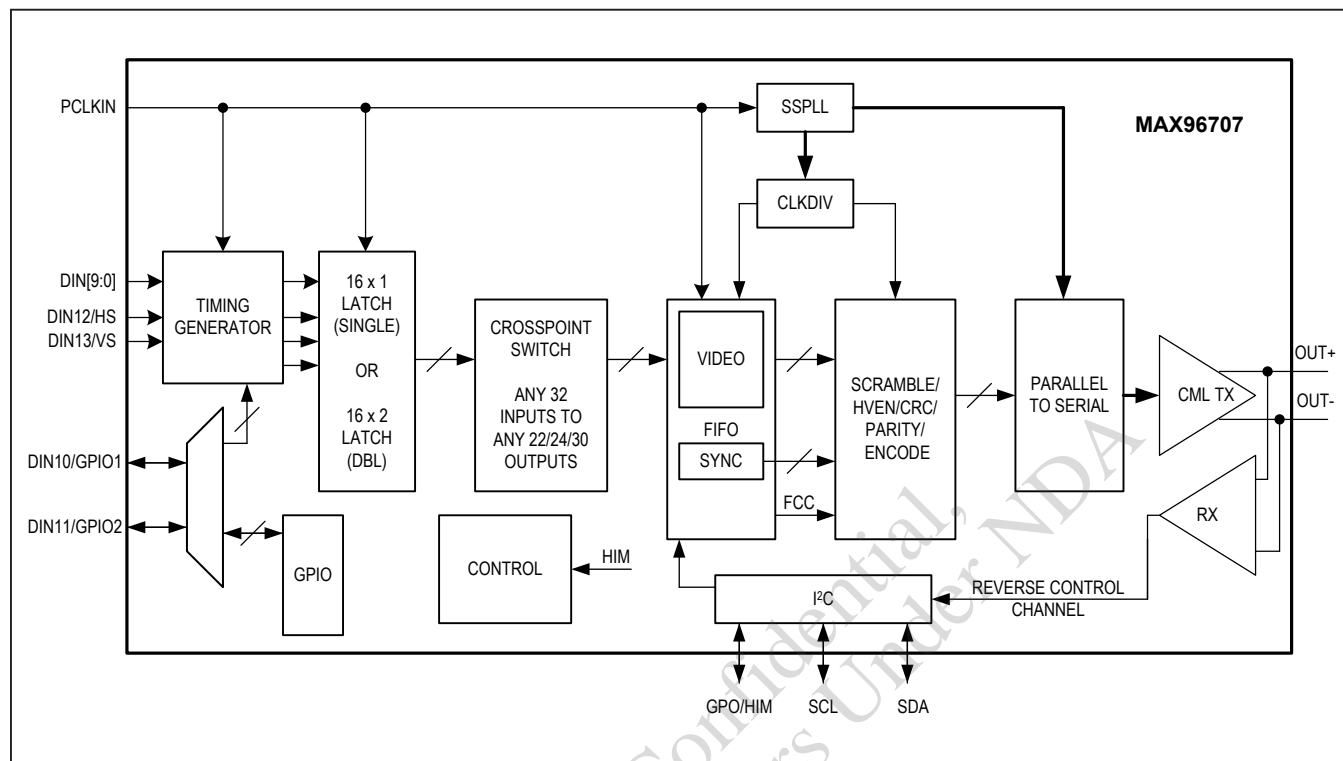 PCLKIN
SSPLL
MAX96707
CLKDIV
DIN[9:0]
DIN12/HS
DIN13/VS
TIMING
GENERATOR
16 x 1
LATCH
(SINGLE)
OR
16 x 2
LATCH
(DBL)
CROSSPOINT
SWITCH
ANY 32
INPUTS TO
ANY 22/24/30
OUTPUTS
VIDEO
FIFO
SYNC
FCC
SCRAMBLE/
HVEN/CRC/
PARITY/
ENCODE
PARALLEL
TO SERIAL
CML TX
OUT+
OUT-
RX
DIN10/GPIO1
DIN11/GPIO2
GPIO
CONTROL
HIM
I²C
REVERSE CONTROL
CHANNEL
GPO/HIM
SCL
SDA
Confidential,
Under NDA